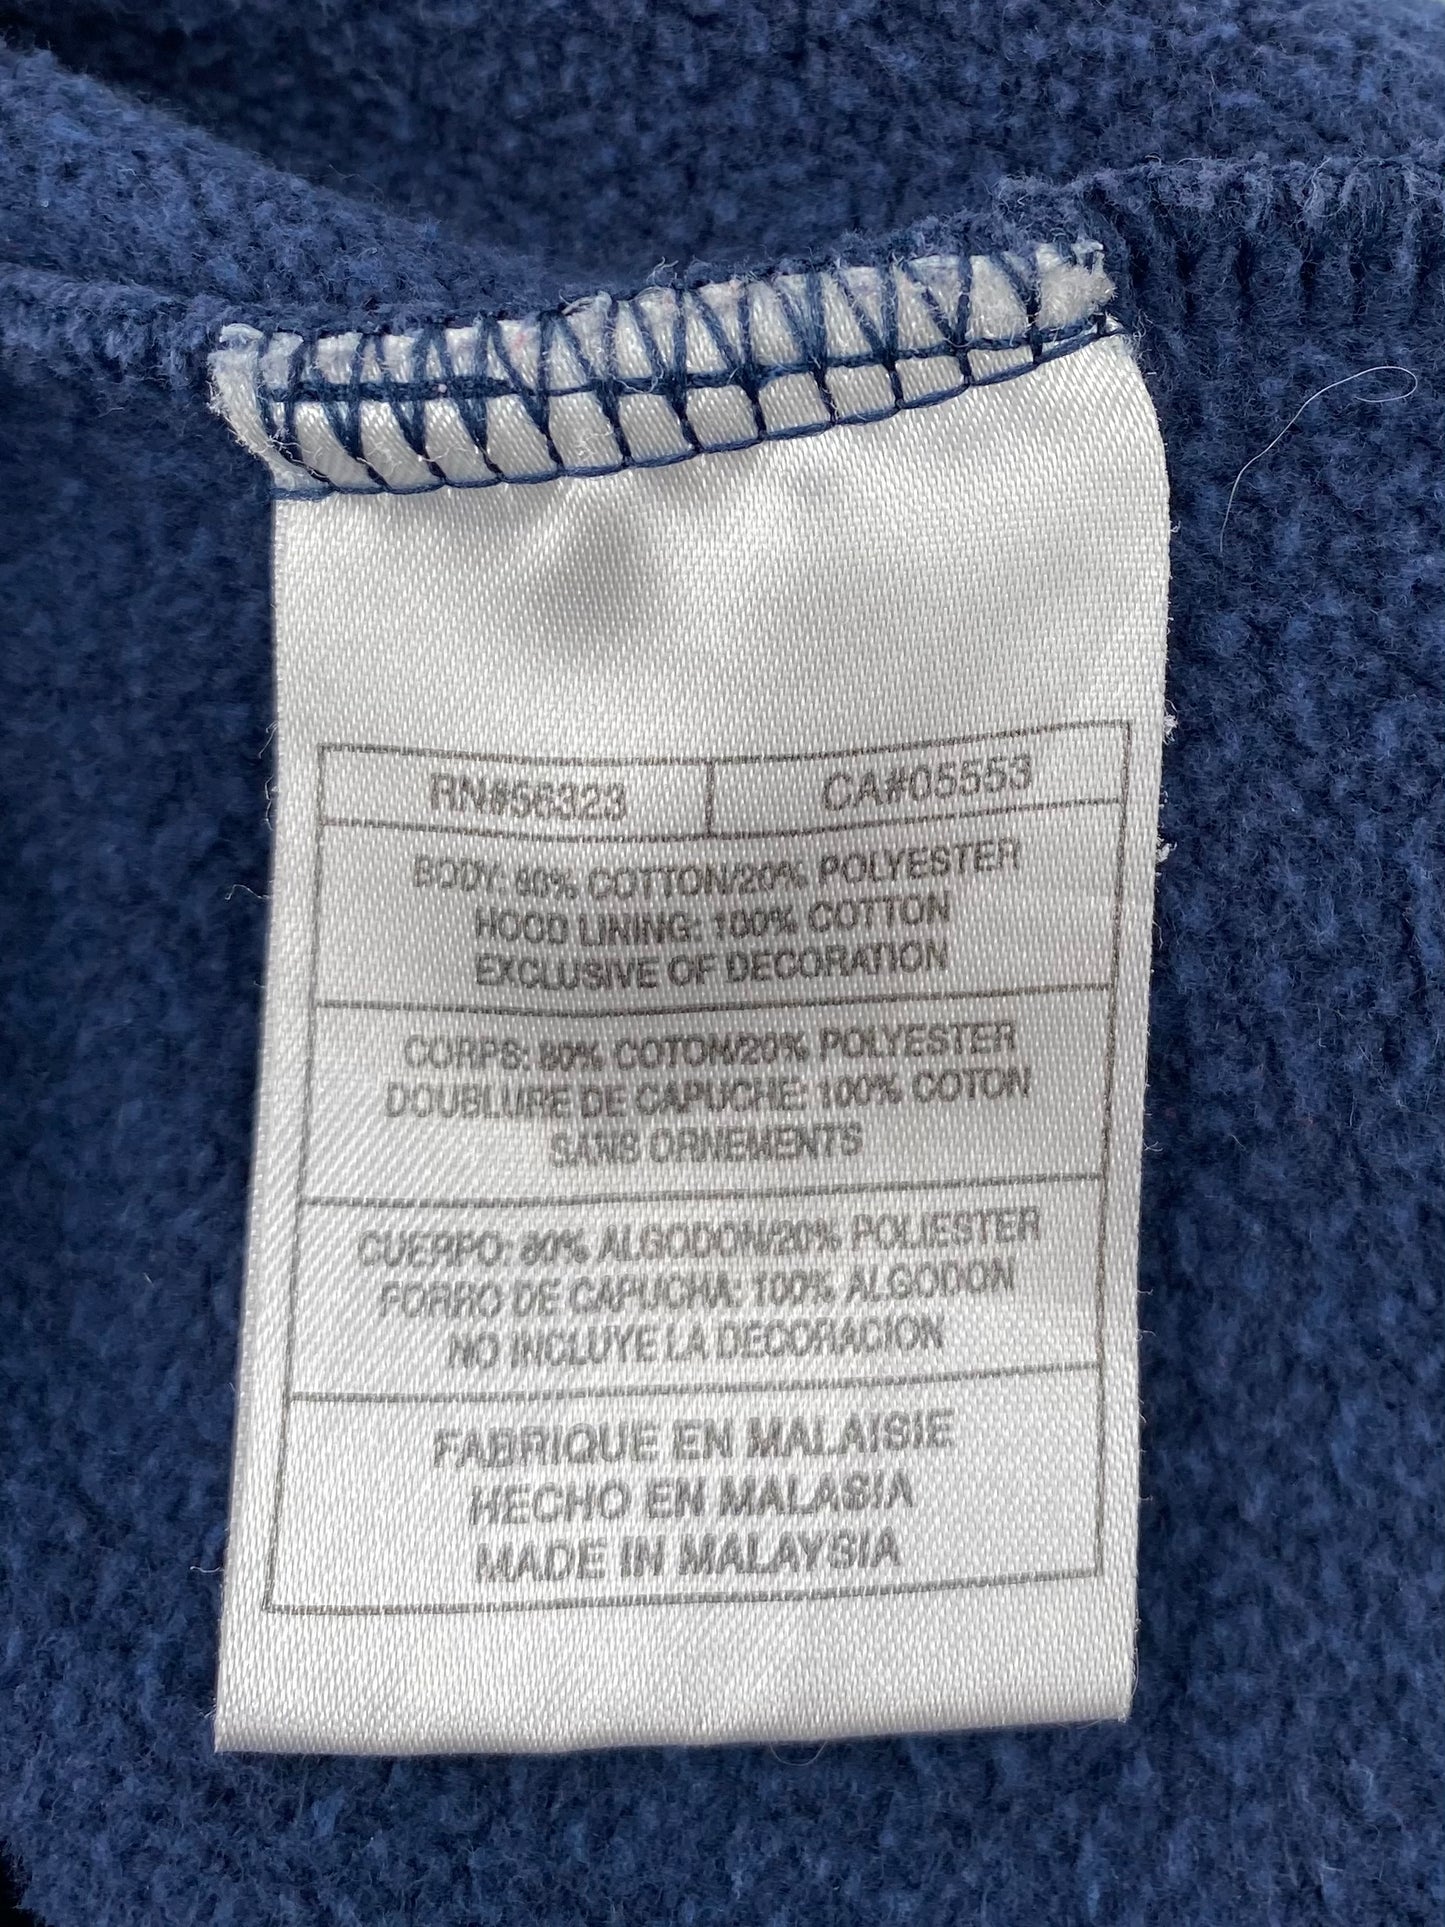 RN#56323 CA#05553
BODY: 80% COTTON/20% POLYESTER
HOOD LINING: 100% COTTON
EXCLUSIVE OF DECORATION
CORPS: 80% COTON/20% POLYESTER
DOUBLURE DE CAPUCHE: 100% COTON
SANS ORNEMENTS
CUERPO: 80% ALGODON/20% POLIESTER
FORRO DE CAPUCHA: 100% ALGODON
NO INCLUYE LA DECORACION
FABRIQUE EN MALAISIE
HECHO EN MALASIA
MADE IN MALAYSIA